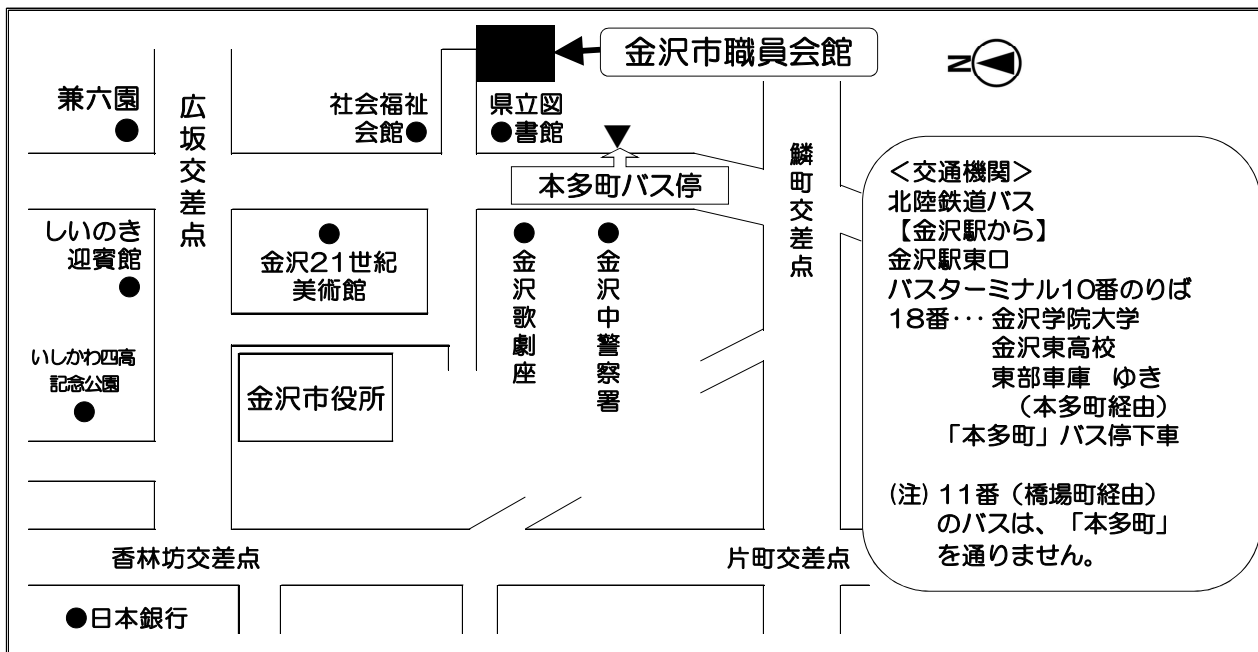 金沢市職員会館
N
兼六園
広坂交差点
社会福祉
会館
県立図
書館
本多町バス停
鱗町交差点
しいのき
迎賓館
金沢21世紀
美術館
金沢歌劇座
金沢中警察署
いしかわ四高
記念公園
金沢市役所
香林坊交差点
片町交差点
日本銀行
＜交通機関＞
北陸鉄道バス
【金沢駅から】
金沢駅東口
バスターミナル10番のりば
18番･･･金沢学院大学
金沢東高校
東部車庫 ゆき
（本多町経由）
「本多町」バス停下車
(注) 11番（橋場町経由）
のバスは、「本多町」
を通りません。